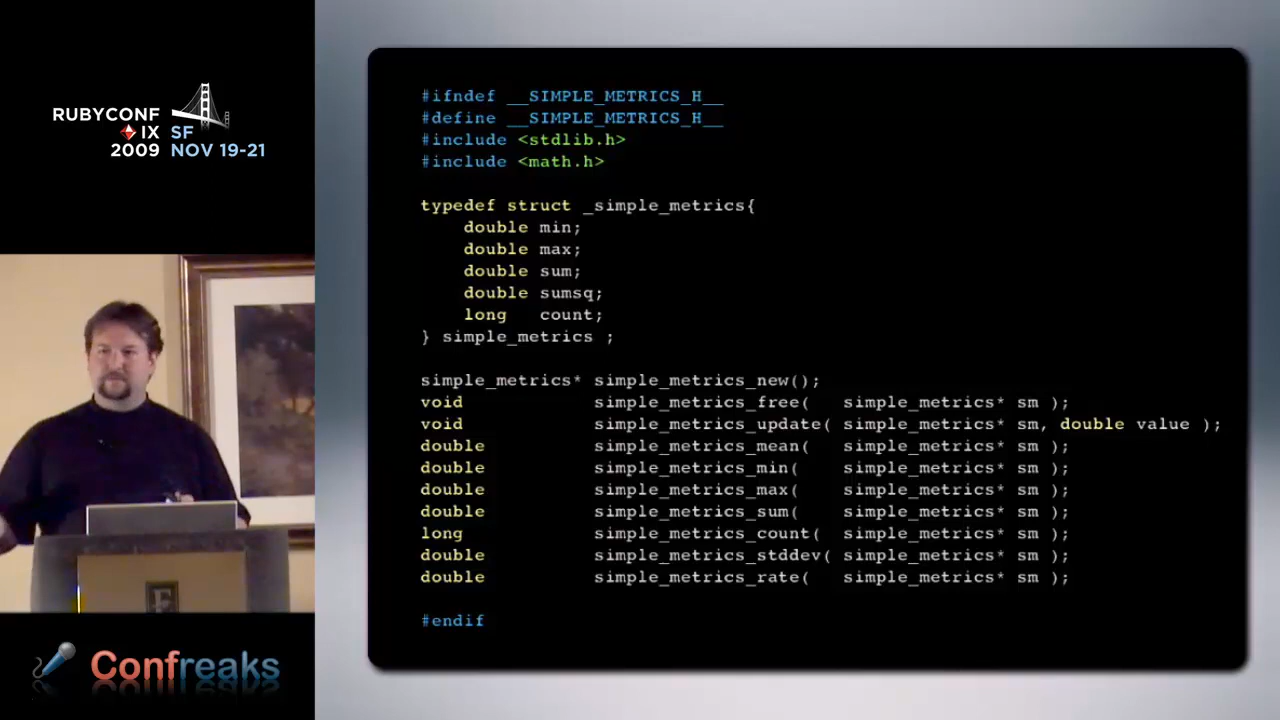 RUBYCONF
IX SF
2009 NOV 19-21
#ifndef __SIMPLE_METRICS_H__
#define __SIMPLE_METRICS_H__
#include <stdlib.h>
#include <math.h>
typedef struct _simple_metrics{
    double min;
    double max;
    double sum;
    double sumsq;
    long   count;
} simple_metrics ;
simple_metrics* simple_metrics_new();
void            simple_metrics_free(   simple_metrics* sm );
void            simple_metrics_update( simple_metrics* sm, double value );
double          simple_metrics_mean(   simple_metrics* sm );
double          simple_metrics_min(    simple_metrics* sm );
double          simple_metrics_max(    simple_metrics* sm );
double          simple_metrics_sum(    simple_metrics* sm );
long            simple_metrics_count(  simple_metrics* sm );
double          simple_metrics_stddev( simple_metrics* sm );
double          simple_metrics_rate(   simple_metrics* sm );
#endif
Confreaks